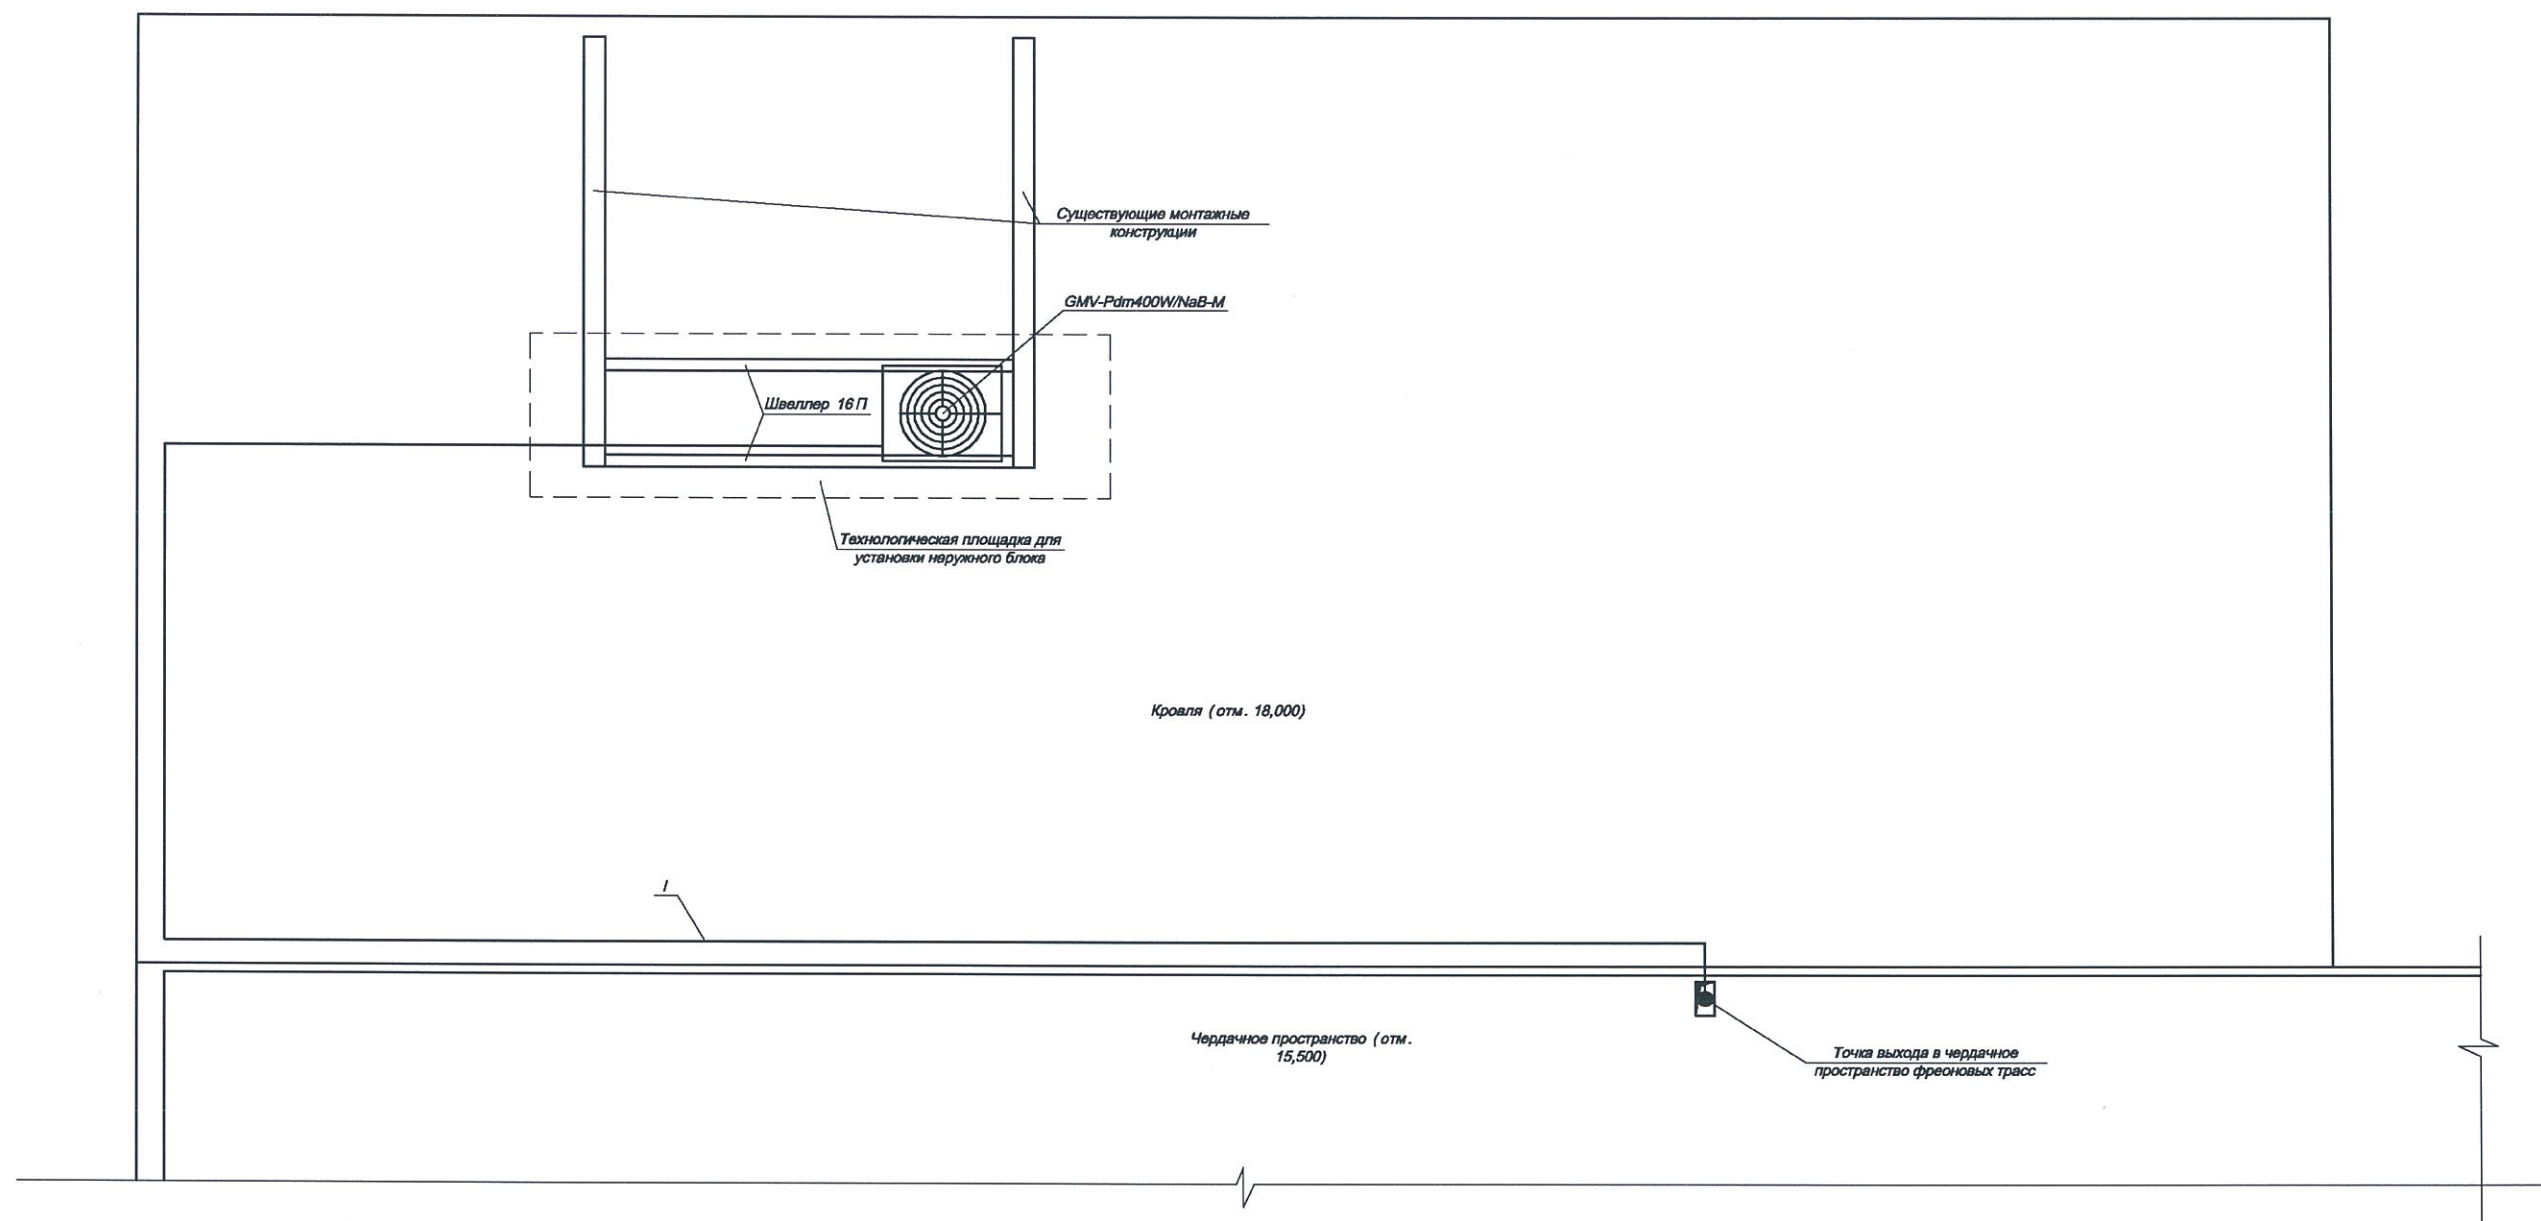 Существующие монтажные
конструкции
GMV-Pdm400W/NaB-M
Швеллер 16П
Технологическая площадка для
установки наружного блока
Кровля (отм. 18,000)
I
Чердачное пространство (отм.
15,500)
Точка выхода в чердачное
пространство фреоновых трасс